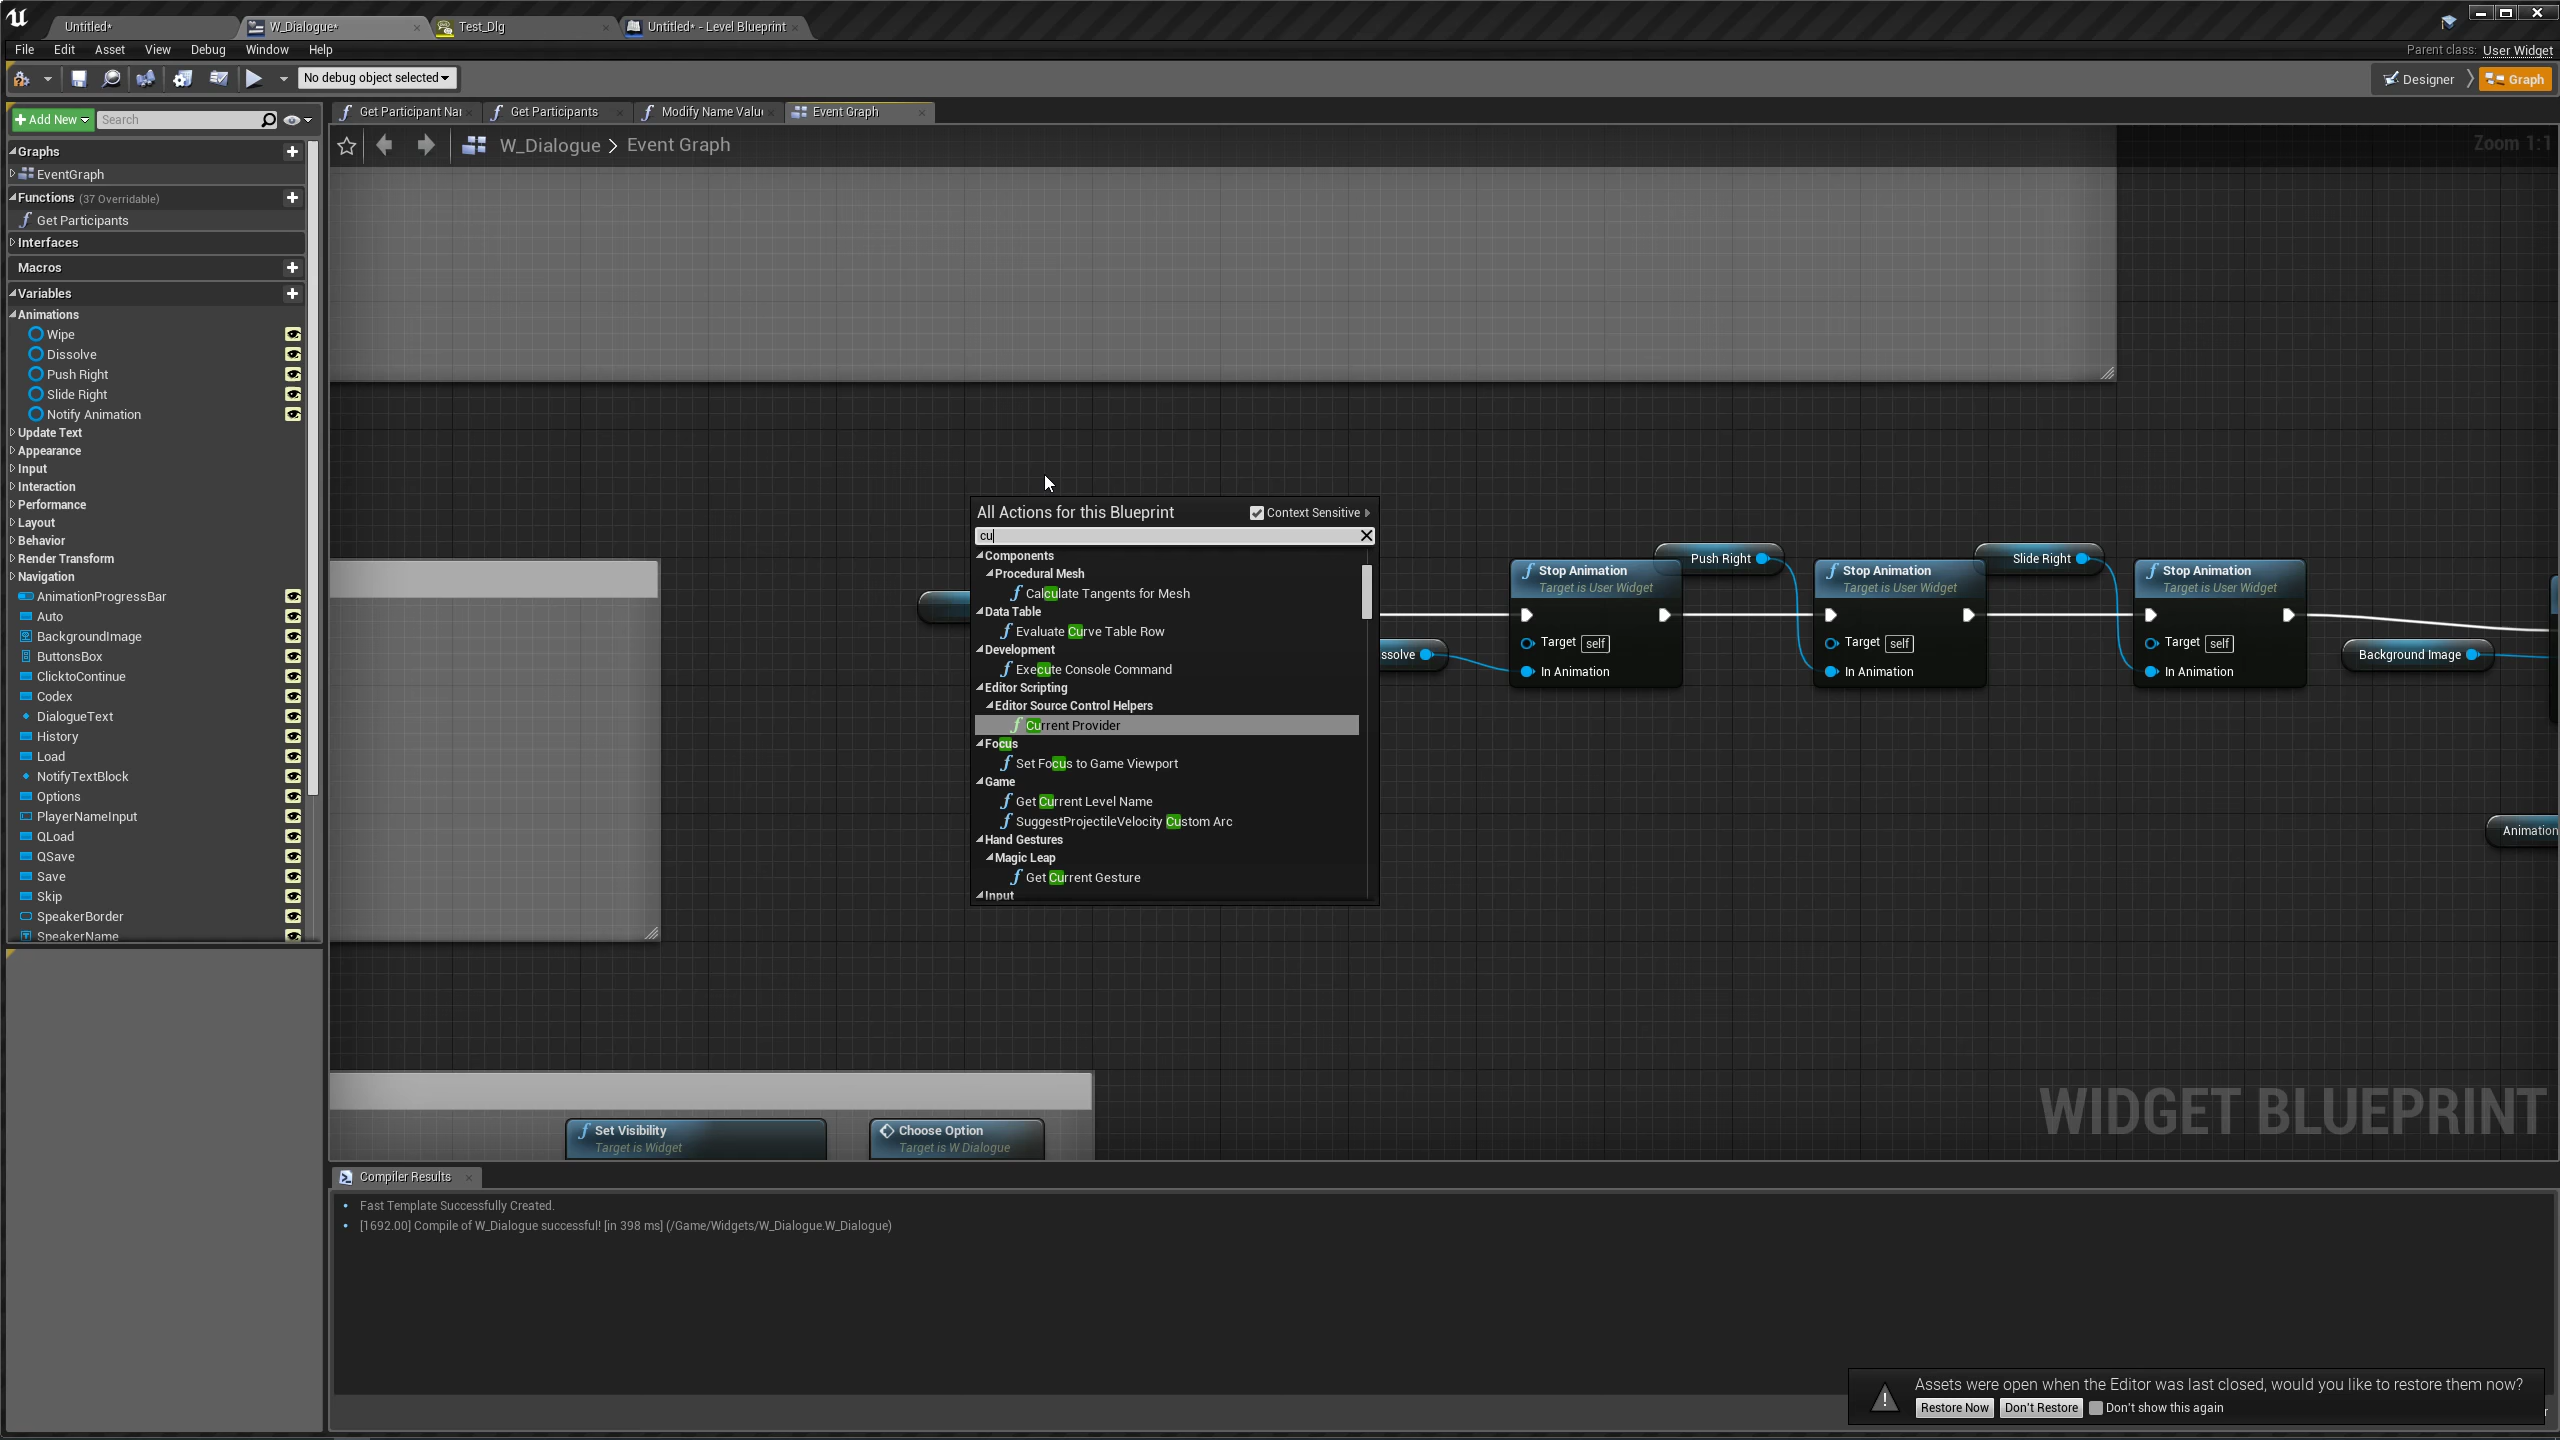 Untitled*
W_Dialogue*
Test_Dlg
Untitled* - Level Blueprint
File Edit Asset View Debug Window Help
Parent class: User Widget
No debug object selected
Designer
Graph
Add New
Search
Get Participant Nar
Get Participants
Modify Name Value
Event Graph
W_Dialogue > Event Graph
Zoom 1:1
Graphs
EventGraph
Functions (37 Overridable)
Get Participants
Interfaces
Macros
Variables
Animations
Wipe
Dissolve
Push Right
Slide Right
Notify Animation
Update Text
Appearance
Input
Interaction
Performance
Layout
Behavior
Render Transform
Navigation
AnimationProgressBar
Auto
BackgroundImage
ButtonsBox
ClicktoContinue
Codex
DialogueText
History
Load
NotifyTextBlock
Options
PlayerNameInput
QLoad
QSave
Save
Skip
SpeakerBorder
SpeakerName
All Actions for this Blueprint
Context Sensitive
cu
Components
Procedural Mesh
Calculate Tangents for Mesh
Data Table
Evaluate Curve Table Row
Development
Execute Console Command
Editor Scripting
Editor Source Control Helpers
Current Provider
Focus
Set Focus to Game Viewport
Game
Get Current Level Name
SuggestProjectileVelocity Custom Arc
Hand Gestures
Magic Leap
Get Current Gesture
Input
ssolve
Stop Animation
Target is User Widget
Target self
In Animation
Push Right
Stop Animation
Target is User Widget
Target self
In Animation
Slide Right
Stop Animation
Target is User Widget
Target self
In Animation
Background Image
Animation
Set Visibility
Target is Widget
Choose Option
Target is W Dialogue
WIDGET BLUEPRINT
Compiler Results
Fast Template Successfully Created.
[1692.00] Compile of W_Dialogue successful! [in 398 ms] (/Game/Widgets/W_Dialogue.W_Dialogue)
Assets were open when the Editor was last closed, would you like to restore them now?
Restore Now
Don't Restore
Don't show this again